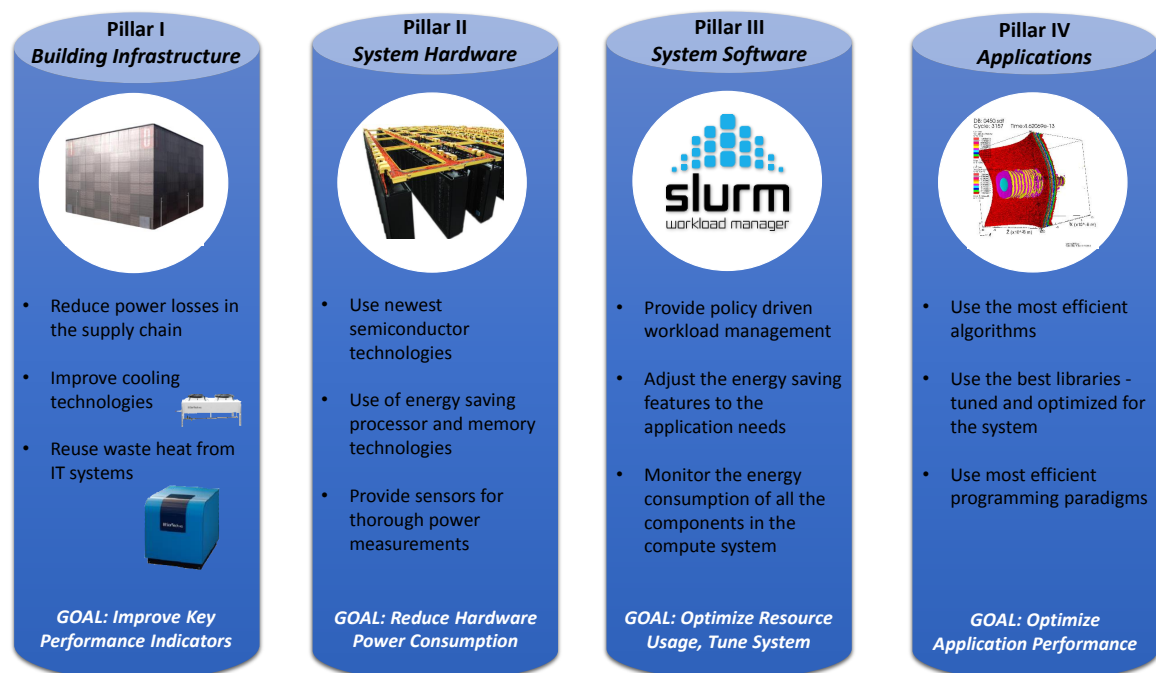 Pillar I
Building Infrastructure
• Reduce power losses in
the supply chain
• Improve cooling
technologies
• Reuse waste heat from
IT systems
GOAL: Improve Key
Performance Indicators
Pillar II
System Hardware
• Use newest
semiconductor
technologies
• Use of energy saving
processor and memory
technologies
• Provide sensors for
thorough power
measurements
GOAL: Reduce Hardware
Power Consumption
Pillar III
System Software
slurm
workload manager
• Provide policy driven
workload management
• Adjust the energy saving
features to the
application needs
• Monitor the energy
consumption of all the
components in the
compute system
GOAL: Optimize Resource
Usage, Tune System
Pillar IV
Applications
DB: 0450.sdf
Cycle: 3157
• Use the most efficient
algorithms
• Use the best libraries -
tuned and optimized for
the system
• Use most efficient
programming paradigms
GOAL: Optimize
Application Performance